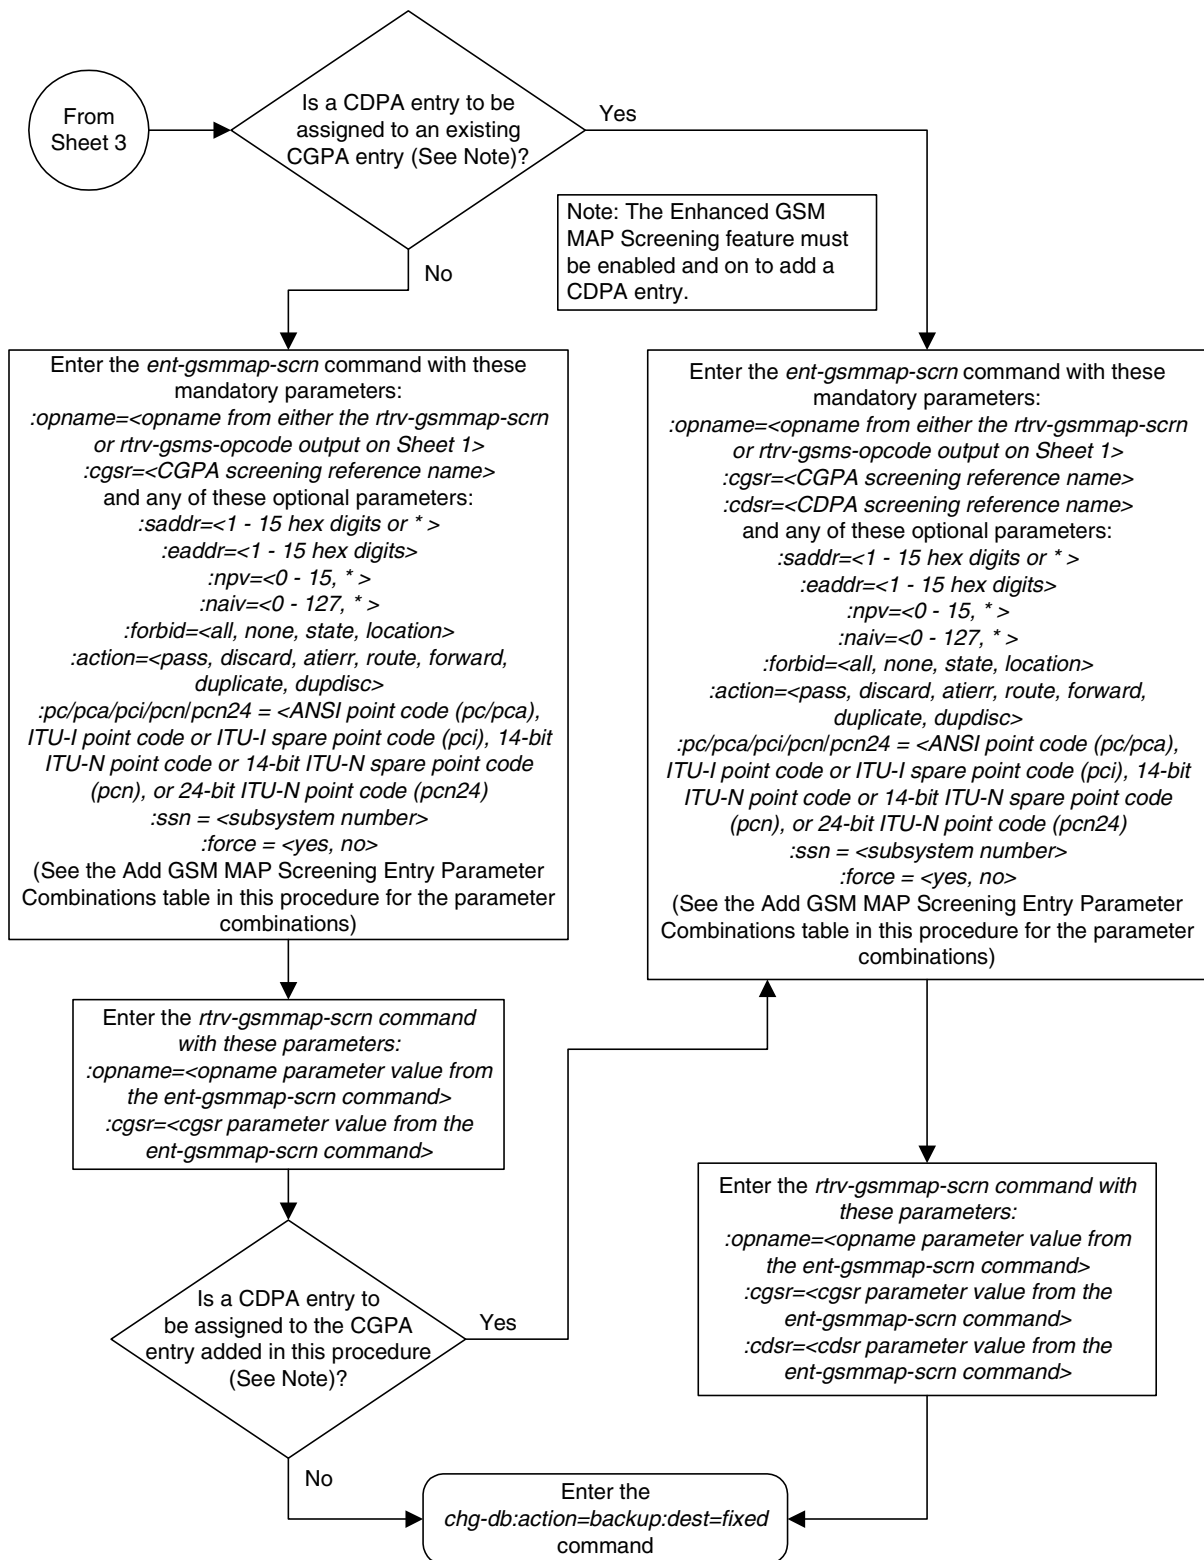 From
Sheet 3
Is a CDPA entry to be
assigned to an existing
CGPA entry (See Note)?
Yes
No
Note: The Enhanced GSM
MAP Screening feature must
be enabled and on to add a
CDPA entry.
Enter the ent-gsmmap-scrn command with these
mandatory parameters:
:opname=<opname from either the rtrv-gsmmap-scrn
or rtrv-gsms-opcode output on Sheet 1>
:cgsr=<CGPA screening reference name>
and any of these optional parameters:
:saddr=<1 - 15 hex digits or * >
:eaddr=<1 - 15 hex digits>
:npv=<0 - 15, * >
:naiv=<0 - 127, * >
:forbid=<all, none, state, location>
:action=<pass, discard, atierr, route, forward,
duplicate, dupdisc>
:pc/pca/pci/pcn/pcn24 = <ANSI point code (pc/pca),
ITU-I point code or ITU-I spare point code (pci), 14-bit
ITU-N point code or 14-bit ITU-N spare point code
(pcn), or 24-bit ITU-N point code (pcn24)
:ssn = <subsystem number>
:force = <yes, no>
(See the Add GSM MAP Screening Entry Parameter
Combinations table in this procedure for the parameter
combinations)
Enter the ent-gsmmap-scrn command with these
mandatory parameters:
:opname=<opname from either the rtrv-gsmmap-scrn
or rtrv-gsms-opcode output on Sheet 1>
:cgsr=<CGPA screening reference name>
:cdsr=<CDPA screening reference name>
and any of these optional parameters:
:saddr=<1 - 15 hex digits or * >
:eaddr=<1 - 15 hex digits>
:npv=<0 - 15, * >
:naiv=<0 - 127, * >
:forbid=<all, none, state, location>
:action=<pass, discard, atierr, route, forward,
duplicate, dupdisc>
:pc/pca/pci/pcn/pcn24 = <ANSI point code (pc/pca),
ITU-I point code or ITU-I spare point code (pci), 14-bit
ITU-N point code or 14-bit ITU-N spare point code
(pcn), or 24-bit ITU-N point code (pcn24)
:ssn = <subsystem number>
:force = <yes, no>
(See the Add GSM MAP Screening Entry Parameter
Combinations table in this procedure for the parameter
combinations)
Enter the rtrv-gsmmap-scrn command
with these parameters:
:opname=<opname parameter value from
the ent-gsmmap-scrn command>
:cgsr=<cgsr parameter value from the
ent-gsmmap-scrn command>
Enter the rtrv-gsmmap-scrn command with
these parameters:
:opname=<opname parameter value from
the ent-gsmmap-scrn command>
:cgsr=<cgsr parameter value from the
ent-gsmmap-scrn command>
:cdsr=<cdsr parameter value from the
ent-gsmmap-scrn command>
Is a CDPA entry to
be assigned to the CGPA
entry added in this procedure
(See Note)?
Yes
No
Enter the
chg-db:action=backup:dest=fixed
command